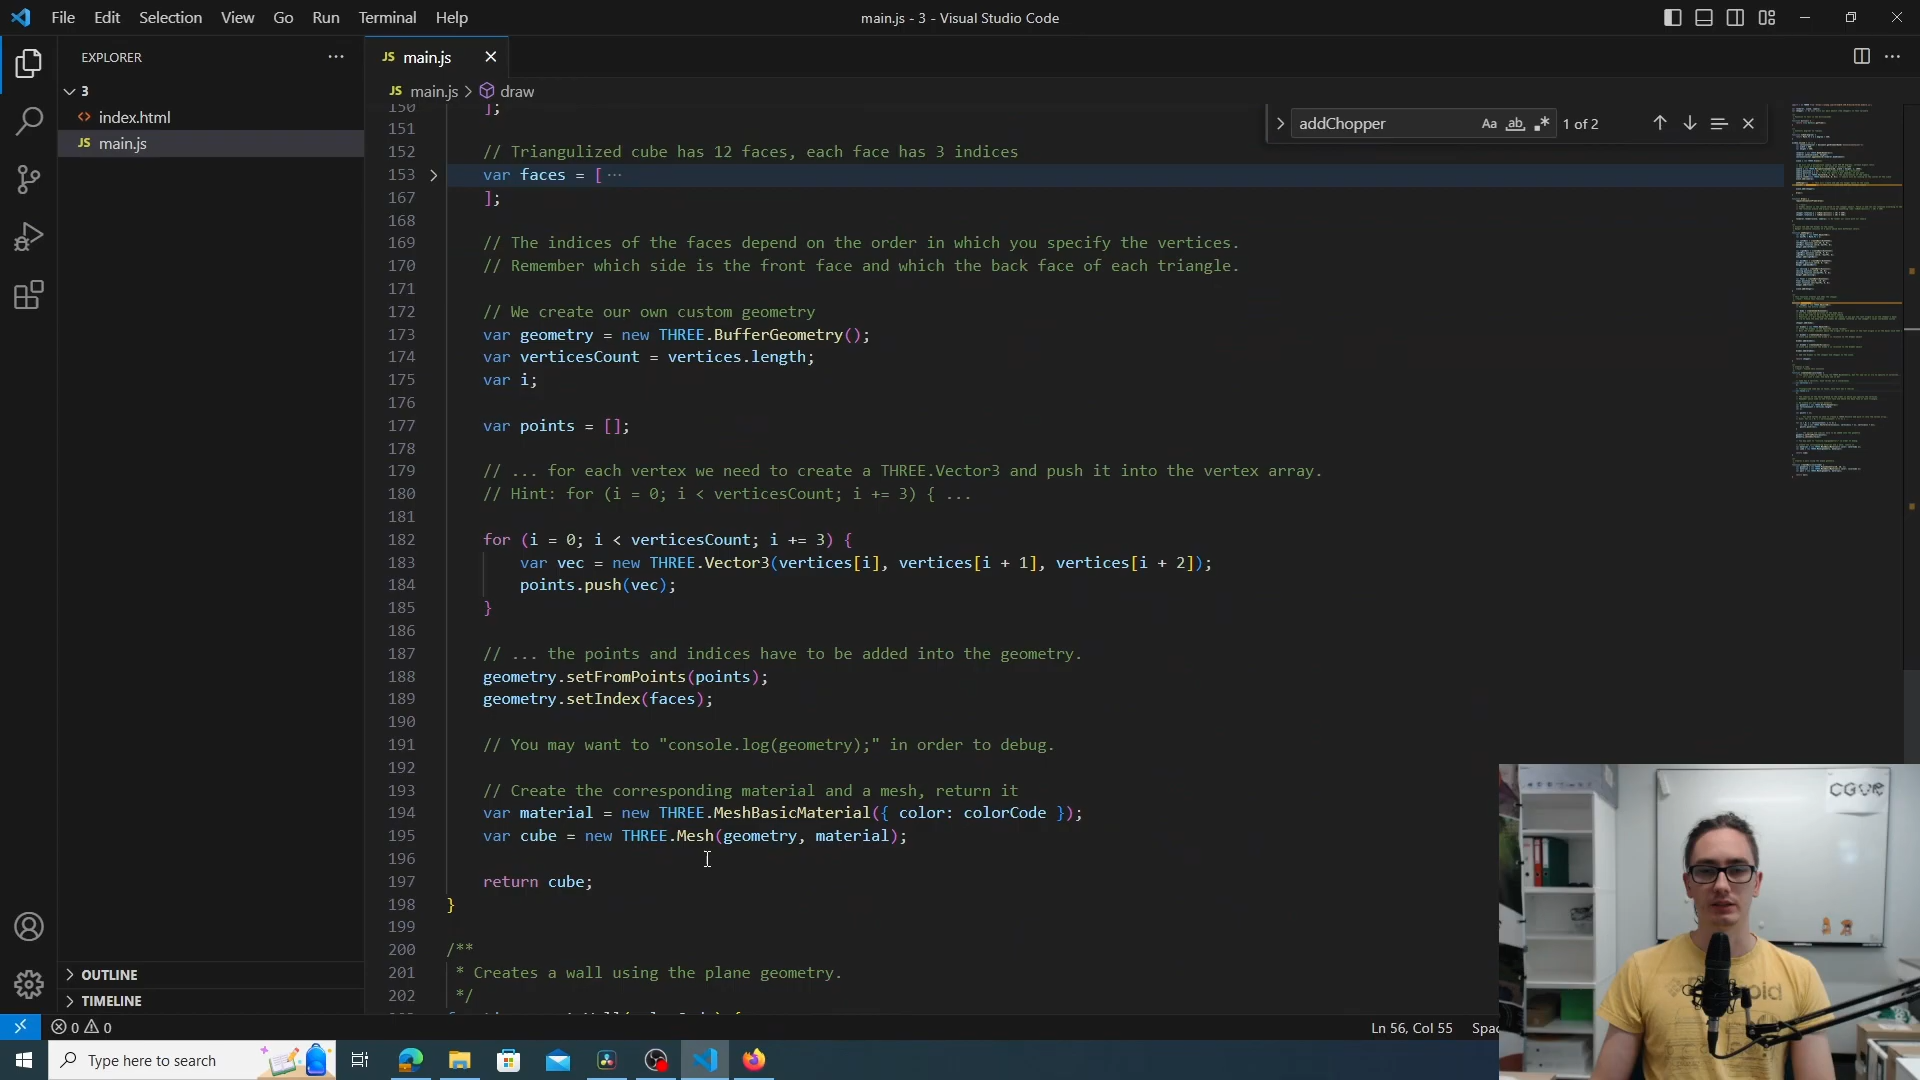 File Edit Selection View Go Run Terminal Help
main.js - 3 - Visual Studio Code
EXPLORER
3
index.html
JS main.js
OUTLINE
TIMELINE
JS main.js
JS main.js > draw
addChopper
Aa ab
1 of 2
150 ];
151
152 // Triangulized cube has 12 faces, each face has 3 indices
153 var faces = [ ...
167 ];
168
169 // The indices of the faces depend on the order in which you specify the vertices.
170 // Remember which side is the front face and which the back face of each triangle.
171
172 // We create our own custom geometry
173 var geometry = new THREE.BufferGeometry();
174 var verticesCount = vertices.length;
175 var i;
176
177 var points = [];
178
179 // ... for each vertex we need to create a THREE.Vector3 and push it into the vertex array.
180 // Hint: for (i = 0; i < verticesCount; i += 3) { ...
181
182 for (i = 0; i < verticesCount; i += 3) {
183 var vec = new THREE.Vector3(vertices[i], vertices[i + 1], vertices[i + 2]);
184 points.push(vec);
185 }
186
187 // ... the points and indices have to be added into the geometry.
188 geometry.setFromPoints(points);
189 geometry.setIndex(faces);
190
191 // You may want to "console.log(geometry);" in order to debug.
192
193 // Create the corresponding material and a mesh, return it
194 var material = new THREE.MeshBasicMaterial({ color: colorCode });
195 var cube = new THREE.Mesh(geometry, material);
196
197 return cube;
198 }
199
200 /**
201 * Creates a wall using the plane geometry.
202 */
CGVR
0 0
Ln 56, Col 55 Spac
Type here to search